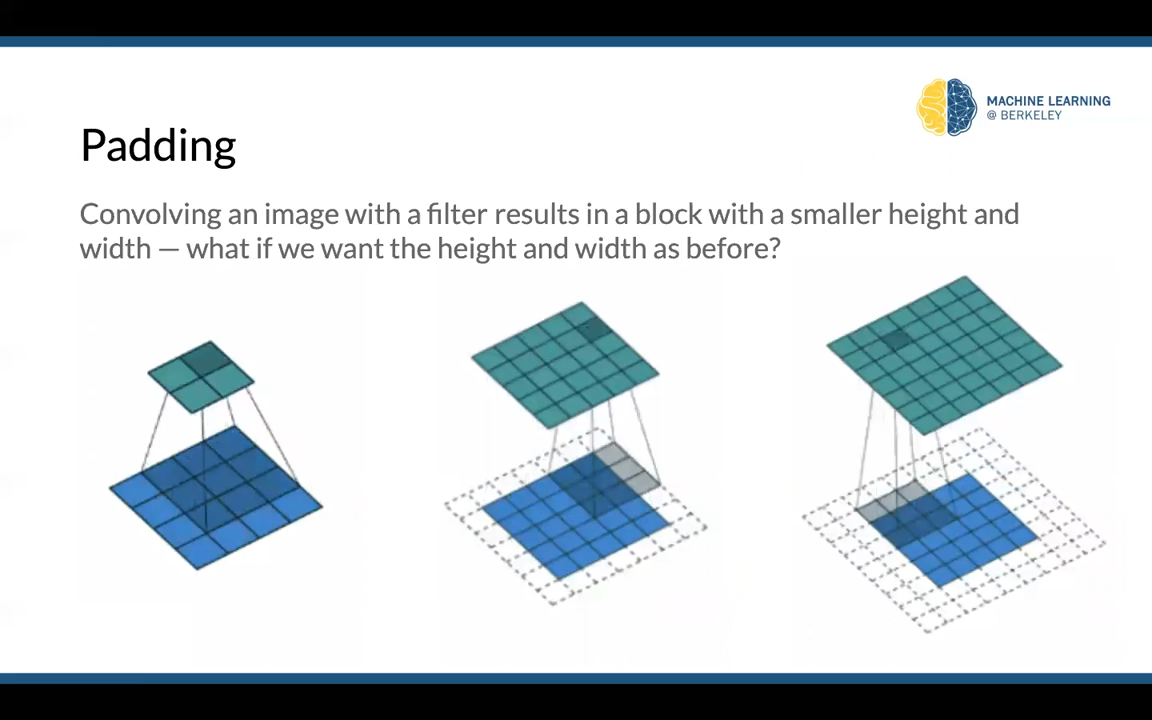 MACHINE LEARNING
@ BERKELEY
Padding
Convolving an image with a filter results in a block with a smaller height and
width — what if we want the height and width as before?